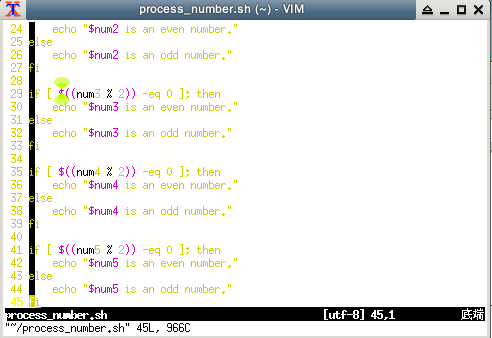 process_number.sh (~) - VIM
24     echo "$num2 is an even number."
25 else
26     echo "$num2 is an odd number."
27 fi
28
29 if [ $((num3 % 2)) -eq 0 ]; then
30     echo "$num3 is an even number."
31 else
32     echo "$num3 is an odd number."
33 fi
34
35 if [ $((num4 % 2)) -eq 0 ]; then
36     echo "$num4 is an even number."
37 else
38     echo "$num4 is an odd number."
39 fi
40
41 if [ $((num5 % 2)) -eq 0 ]; then
42     echo "$num5 is an even number."
43 else
44     echo "$num5 is an odd number."
45 fi
process_number.sh [utf-8] 45,1 底端
"~/process_number.sh" 45L, 966C